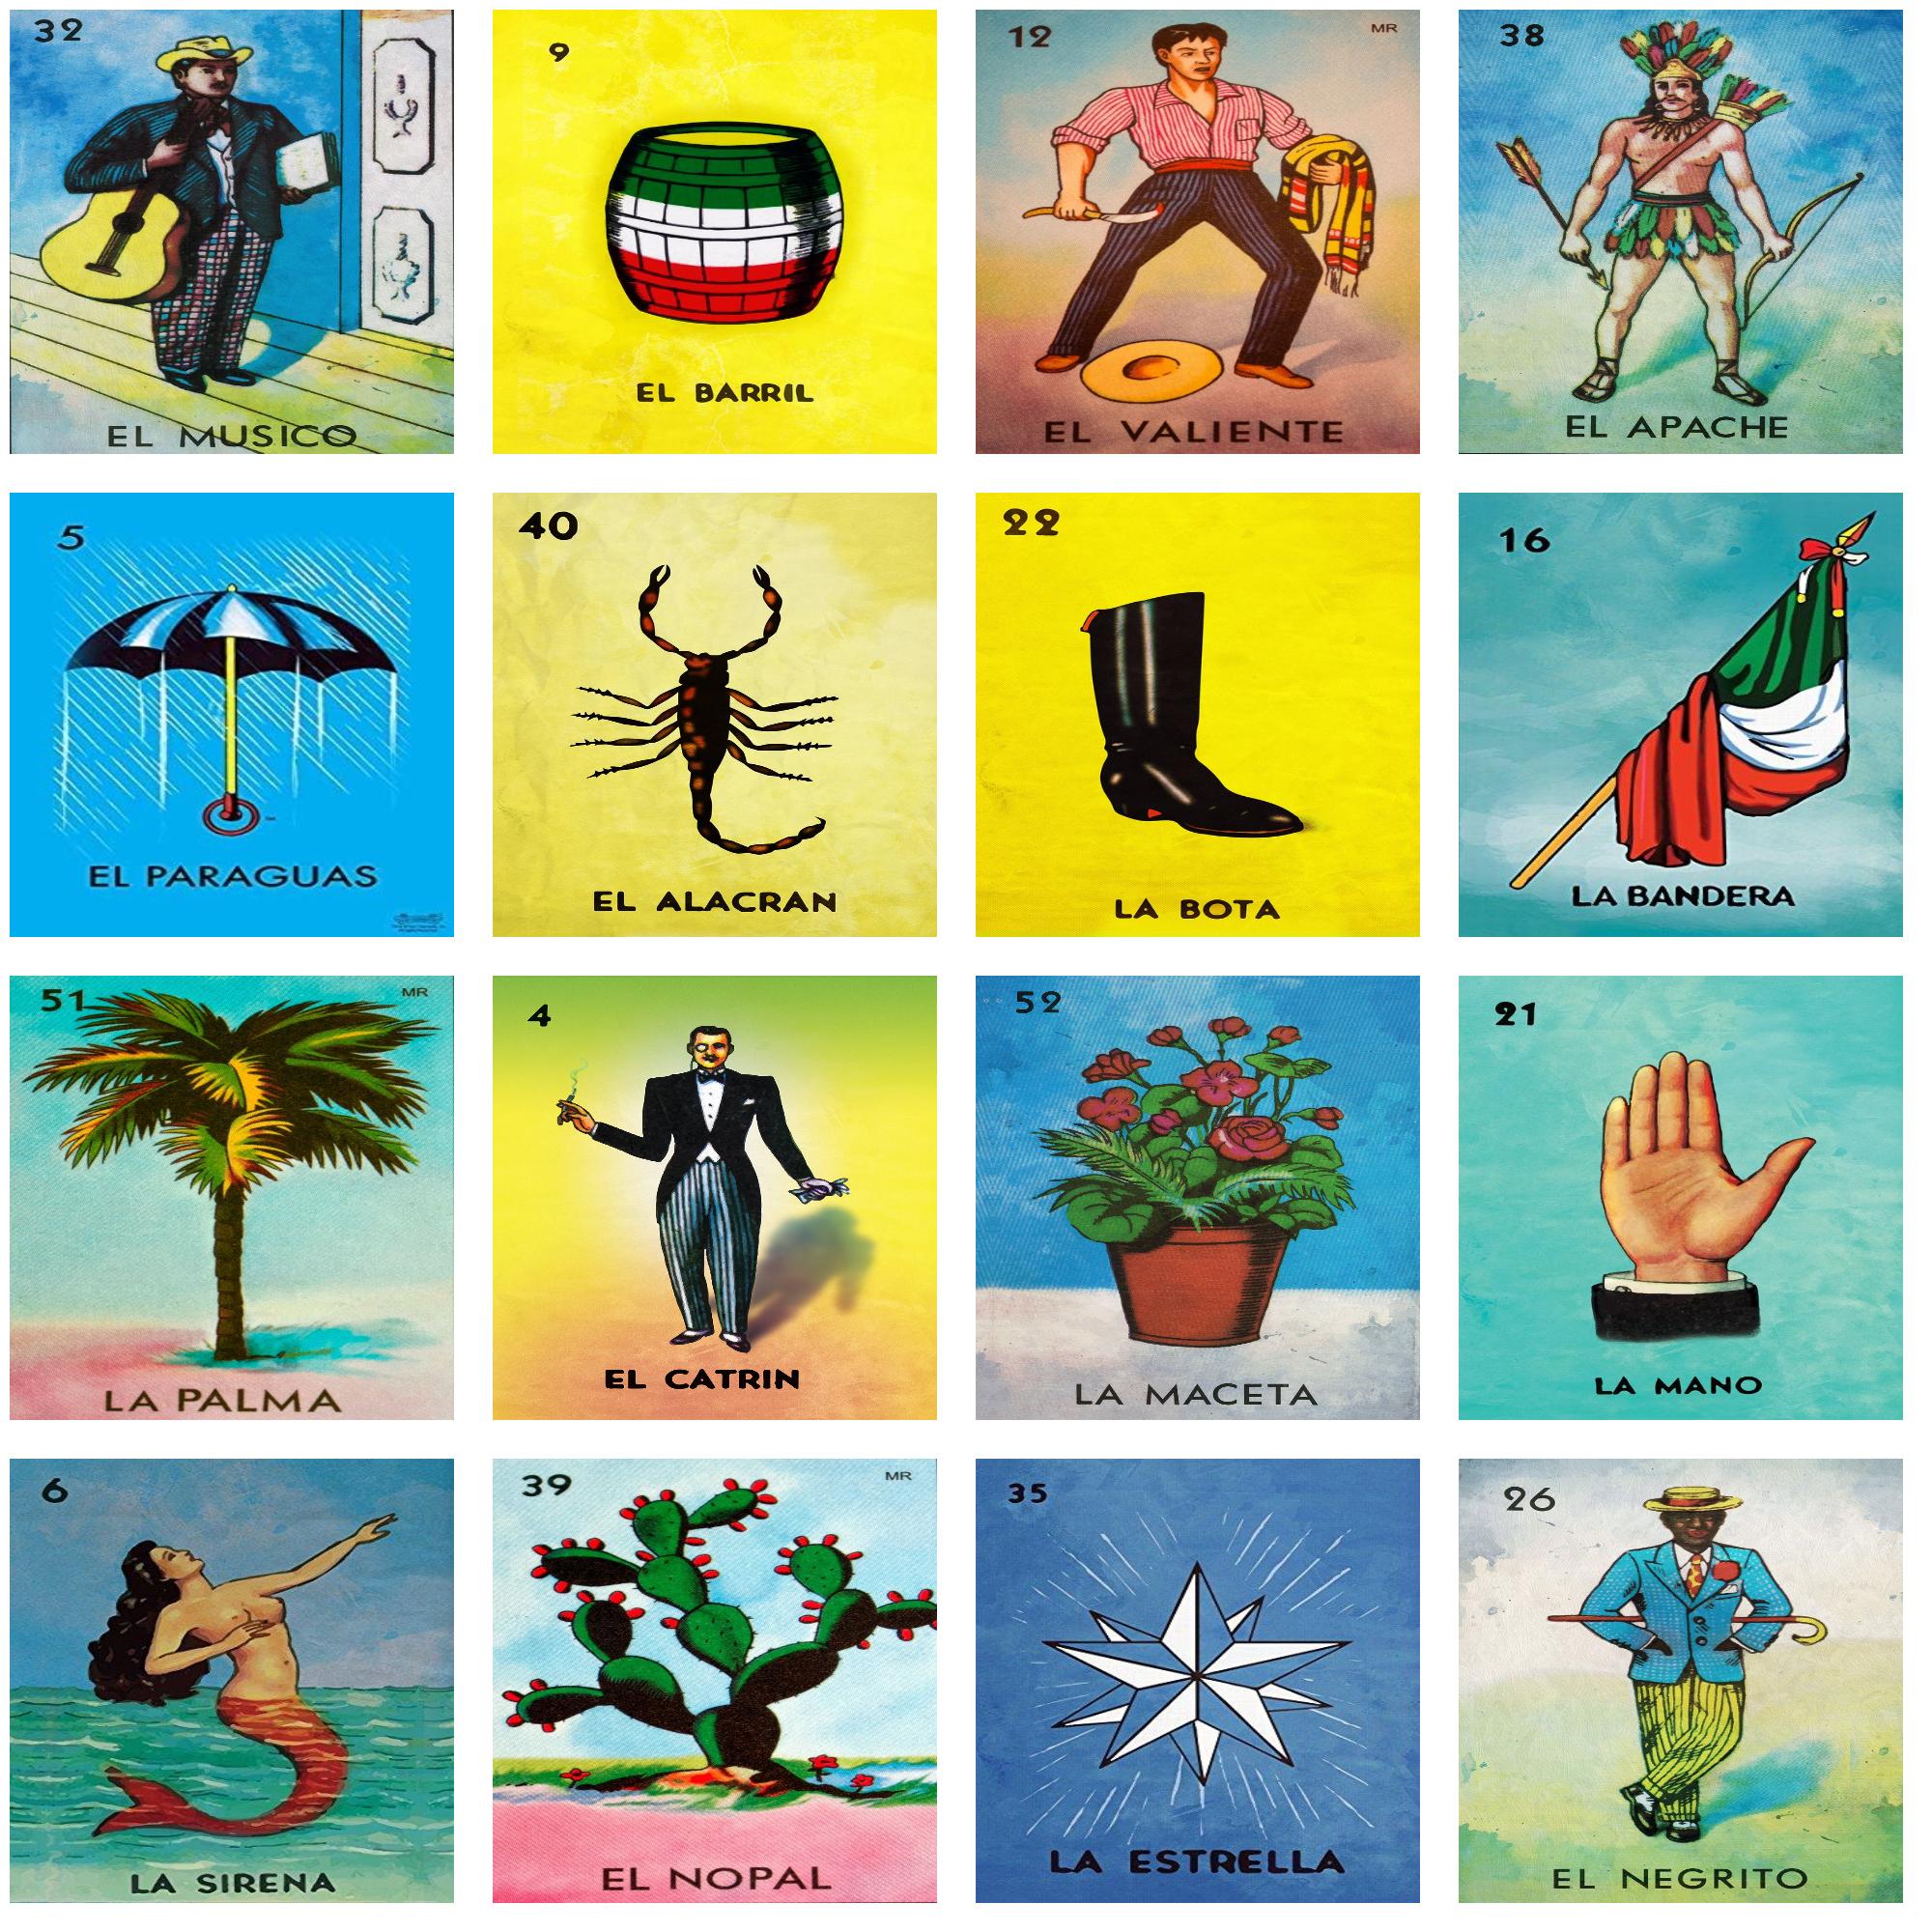 32
EL MUSICO
9
EL BARRIL
12
MR
EL VALIENTE
38
EL APACHE
5
EL PARAGUAS
40
EL ALACRAN
22
LA BOTA
16
LA BANDERA
51
MR
LA PALMA
4
EL CATRIN
52
LA MACETA
21
LA MANO
6
LA SIRENA
39
MR
EL NOPAL
35
LA ESTRELLA
26
EL NEGRITO